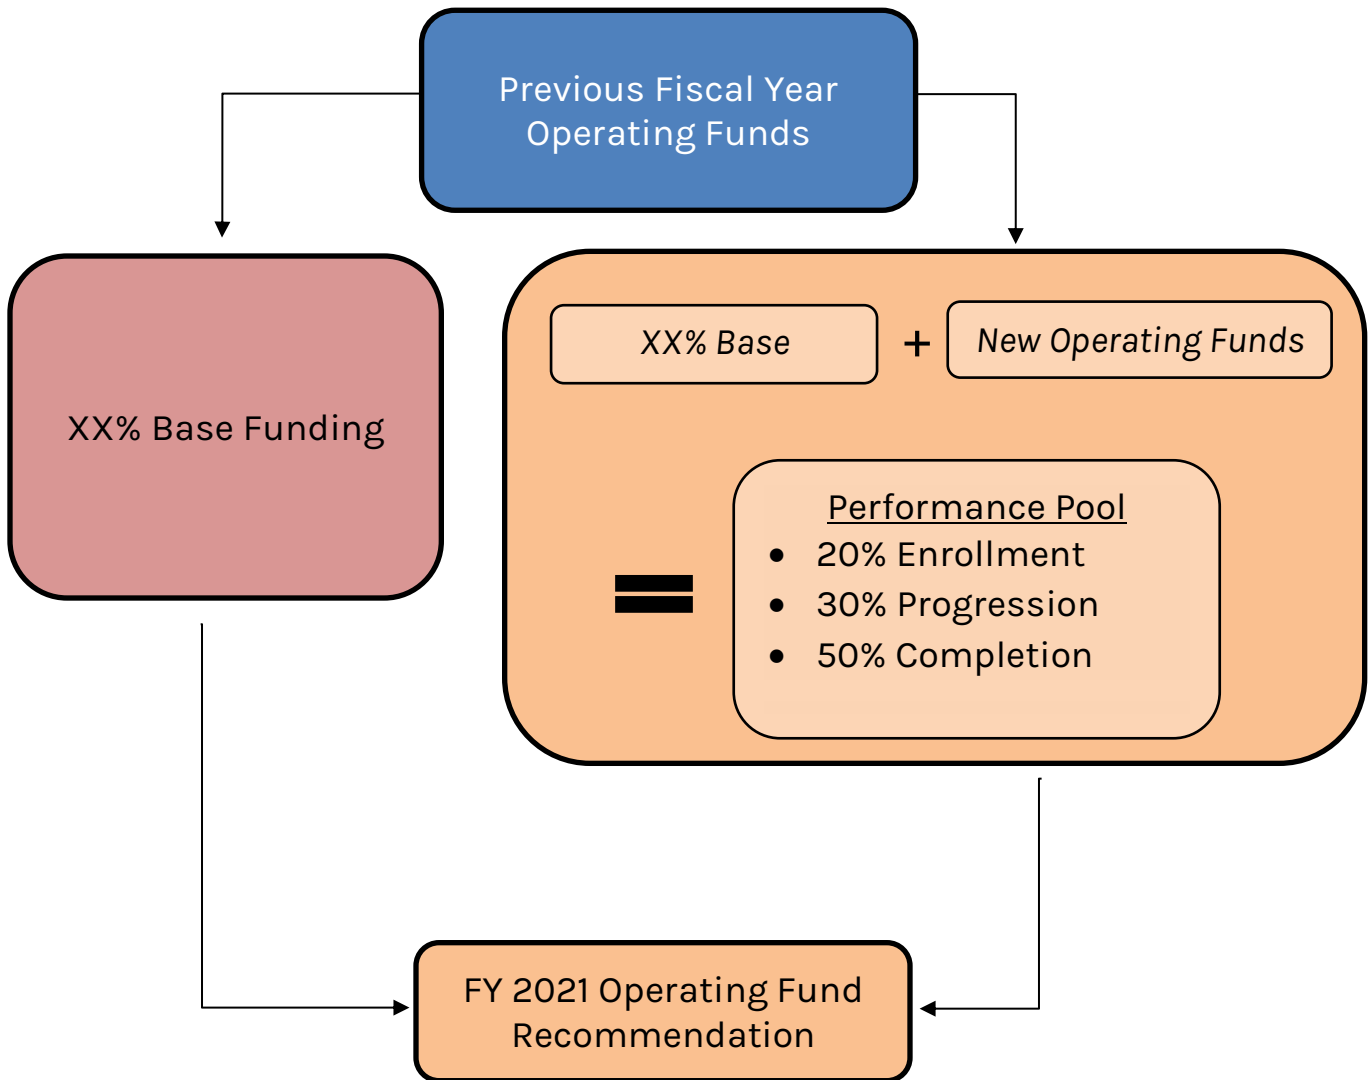 Previous Fiscal Year
Operating Funds
XX% Base Funding
XX% Base
+
New Operating Funds
=
Performance Pool
• 20% Enrollment
• 30% Progression
• 50% Completion
FY 2021 Operating Fund
Recommendation